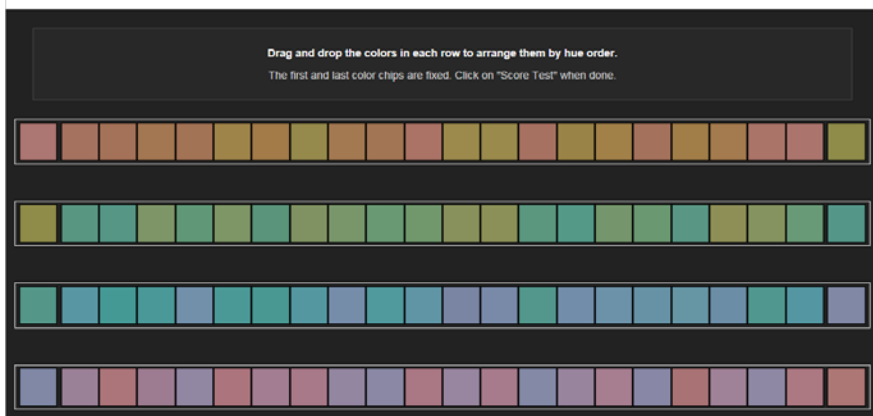 Drag and drop the colors in each row to arrange them by hue order.
The first and last color chips are fixed. Click on "Score Test" when done.